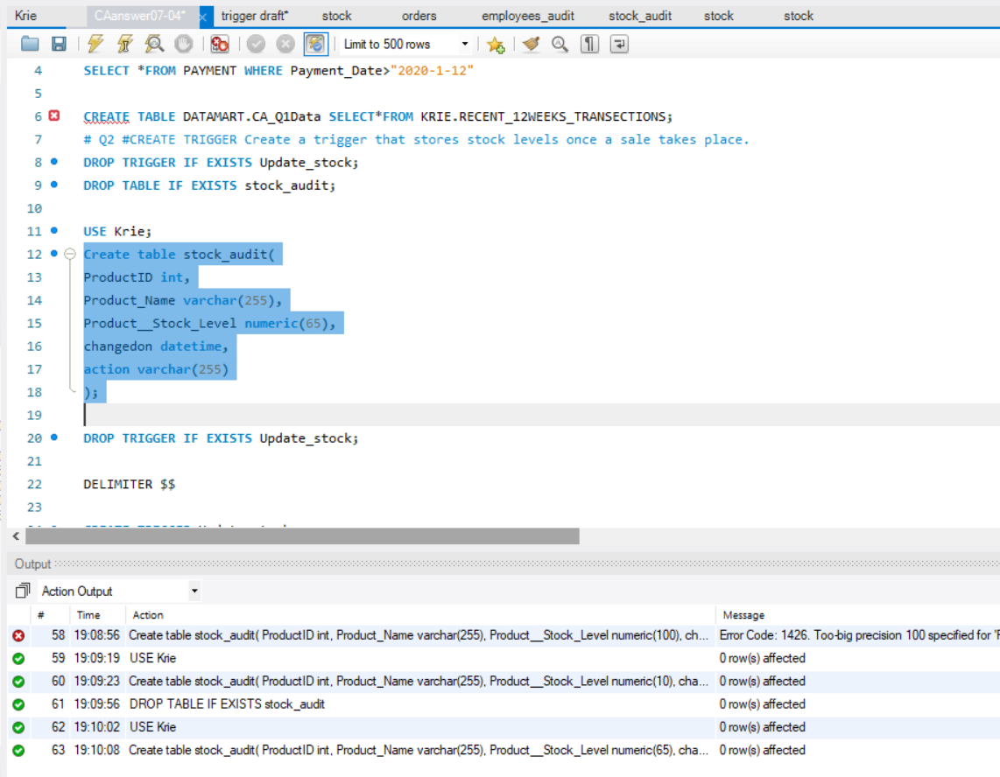 Krie CAanswer07-04* × trigger draft* stock orders employees_audit stock_audit stock stock
Limit to 500 rows
4 SELECT *FROM PAYMENT WHERE Payment_Date>"2020-1-12"
5
6 CREATE TABLE DATAMART.CA_Q1Data SELECT*FROM KRIE.RECENT_12WEEKS_TRANSECTIONS;
7 # Q2 #CREATE TRIGGER Create a trigger that stores stock levels once a sale takes place.
8 DROP TRIGGER IF EXISTS Update_stock;
9 DROP TABLE IF EXISTS stock_audit;
10
11 USE Krie;
12 Create table stock_audit(
13 ProductID int,
14 Product_Name varchar(255),
15 Product__Stock_Level numeric(65),
16 changedon datetime,
17 action varchar(255)
18 );
19
20 DROP TRIGGER IF EXISTS Update_stock;
21
22 DELIMITER $$
23
Output
Action Output
# Time Action Message
58 19:08:56 Create table stock_audit( ProductID int, Product_Name varchar(255), Product__Stock_Level numeric(100), ch... Error Code: 1426. Too-big precision 100 specified for
59 19:09:19 USE Krie 0 row(s) affected
60 19:09:23 Create table stock_audit( ProductID int, Product_Name varchar(255), Product__Stock_Level numeric(10), cha... 0 row(s) affected
61 19:09:56 DROP TABLE IF EXISTS stock_audit 0 row(s) affected
62 19:10:02 USE Krie 0 row(s) affected
63 19:10:08 Create table stock_audit( ProductID int, Product_Name varchar(255), Product__Stock_Level numeric(65), cha... 0 row(s) affected